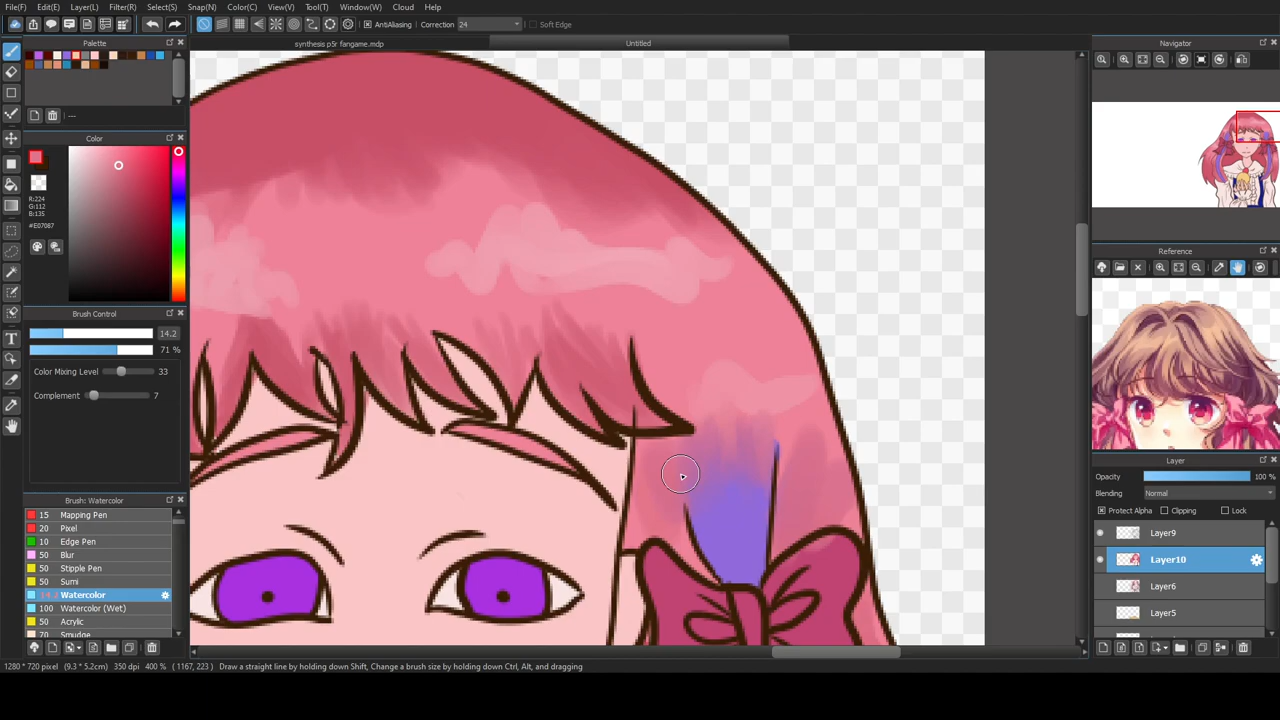 File(F) Edit(E) Layer(L) Filter(R) Select(S) Snap(N) Color(C) View(V) Tool(T) Window(W) Cloud Help
AntiAliasing Correction 24 Soft Edge
Palette
synthesis p5r fangame.mdp Untitled
Navigator
---
Color
R:224
G:112
B:135
#E07087
Brush Control
14.2
71 %
Color Mixing Level 33
Complement 7
Brush: Watercolor
15 Mapping Pen
20 Pixel
10 Edge Pen
50 Blur
50 Stipple Pen
50 Sumi
Watercolor
100 Watercolor (Wet)
50 Acrylic
70 Smudge
Reference
Layer
Opacity 100 %
Blending Normal
Protect Alpha Clipping Lock
Layer9
Layer10
Layer6
Layer5
1280 * 720 pixel (9.3 * 5.2cm) 350 dpi 400 % ( 1167, 223 ) Draw a straight line by holding down Shift, Change a brush size by holding down Ctrl, Alt, and dragging